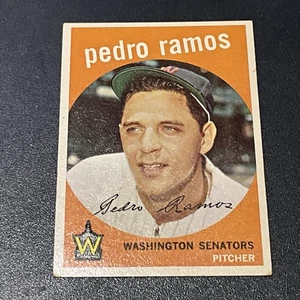 pedro ramos
Pedro Ramos
W
WASHINGTON SENATORS
PITCHER